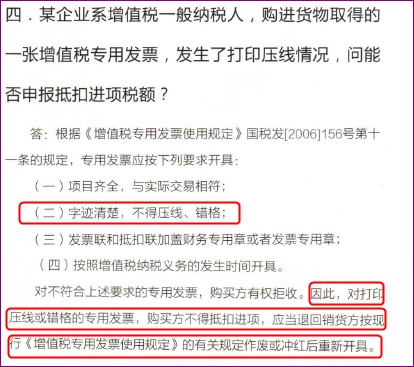 四．某企业系增值税一般纳税人，购进货物取得的
一张增值税专用发票，发生了打印压线情况，问能
否申报抵扣进项税额？
答：根据《增值税专用发票使用规定》国税发[2006]156号第十
一条的规定，专用发票应按下列要求开具：
（一）项目齐全，与实际交易相符；
（二）字迹清楚，不得压线、错格；
（三）发票联和抵扣联加盖财务专用章或者发票专用章；
（四）按照增值税纳税义务的发生时间开具。
对不符合上述要求的专用发票，购买方有权拒收。因此，对打印
压线或错格的专用发票，购买方不得抵扣进项，应当退回销货方按现
行《增值税专用发票使用规定》的有关规定作废或冲红后重新开具。